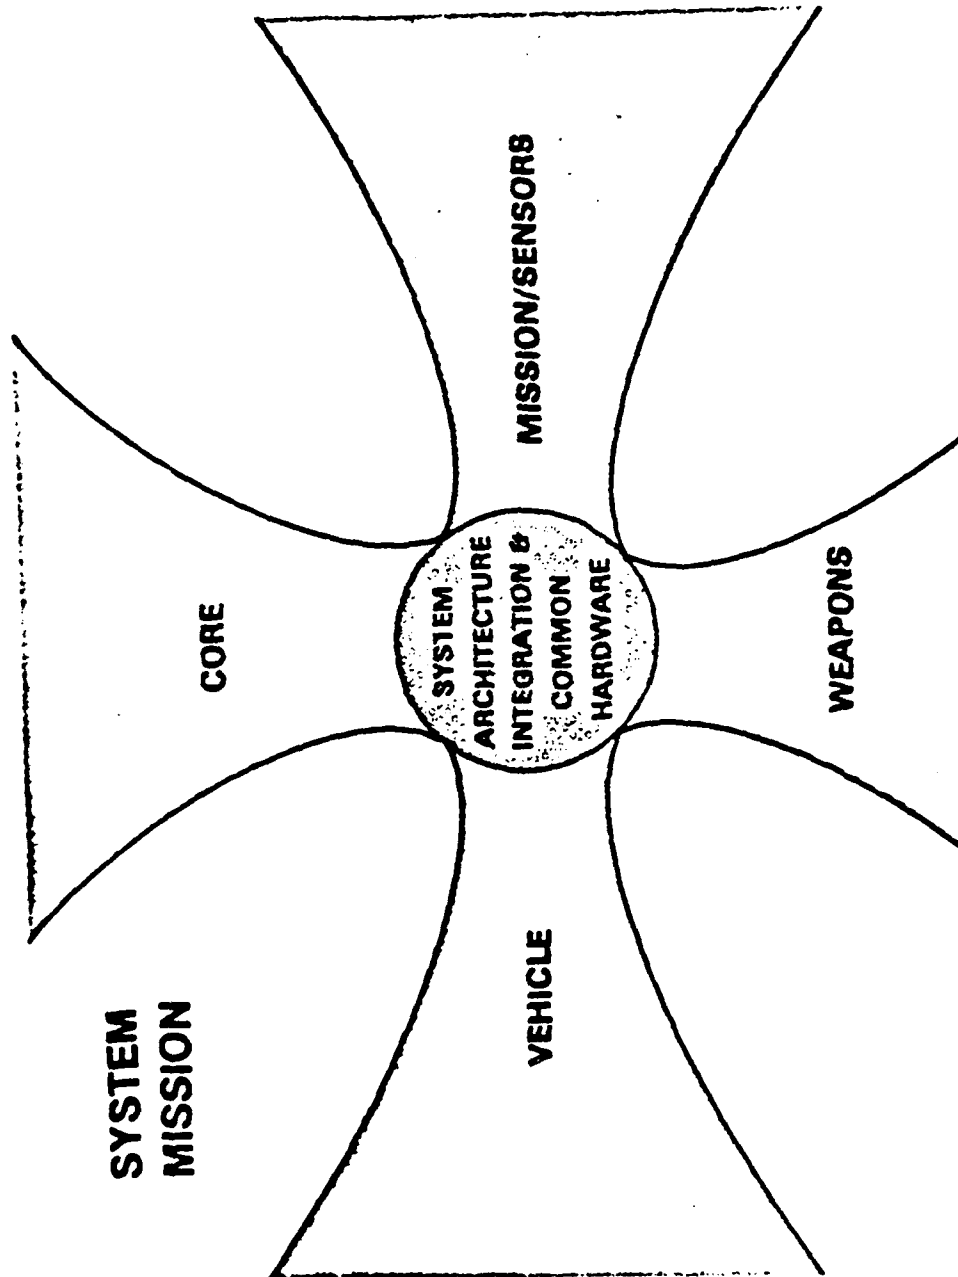 SYSTEM
MISSION
CORE
VEHICLE
SYSTEM
ARCHITECTURE
INTEGRATION &
COMMON
HARDWARE
MISSION/SENSORS
WEAPONS